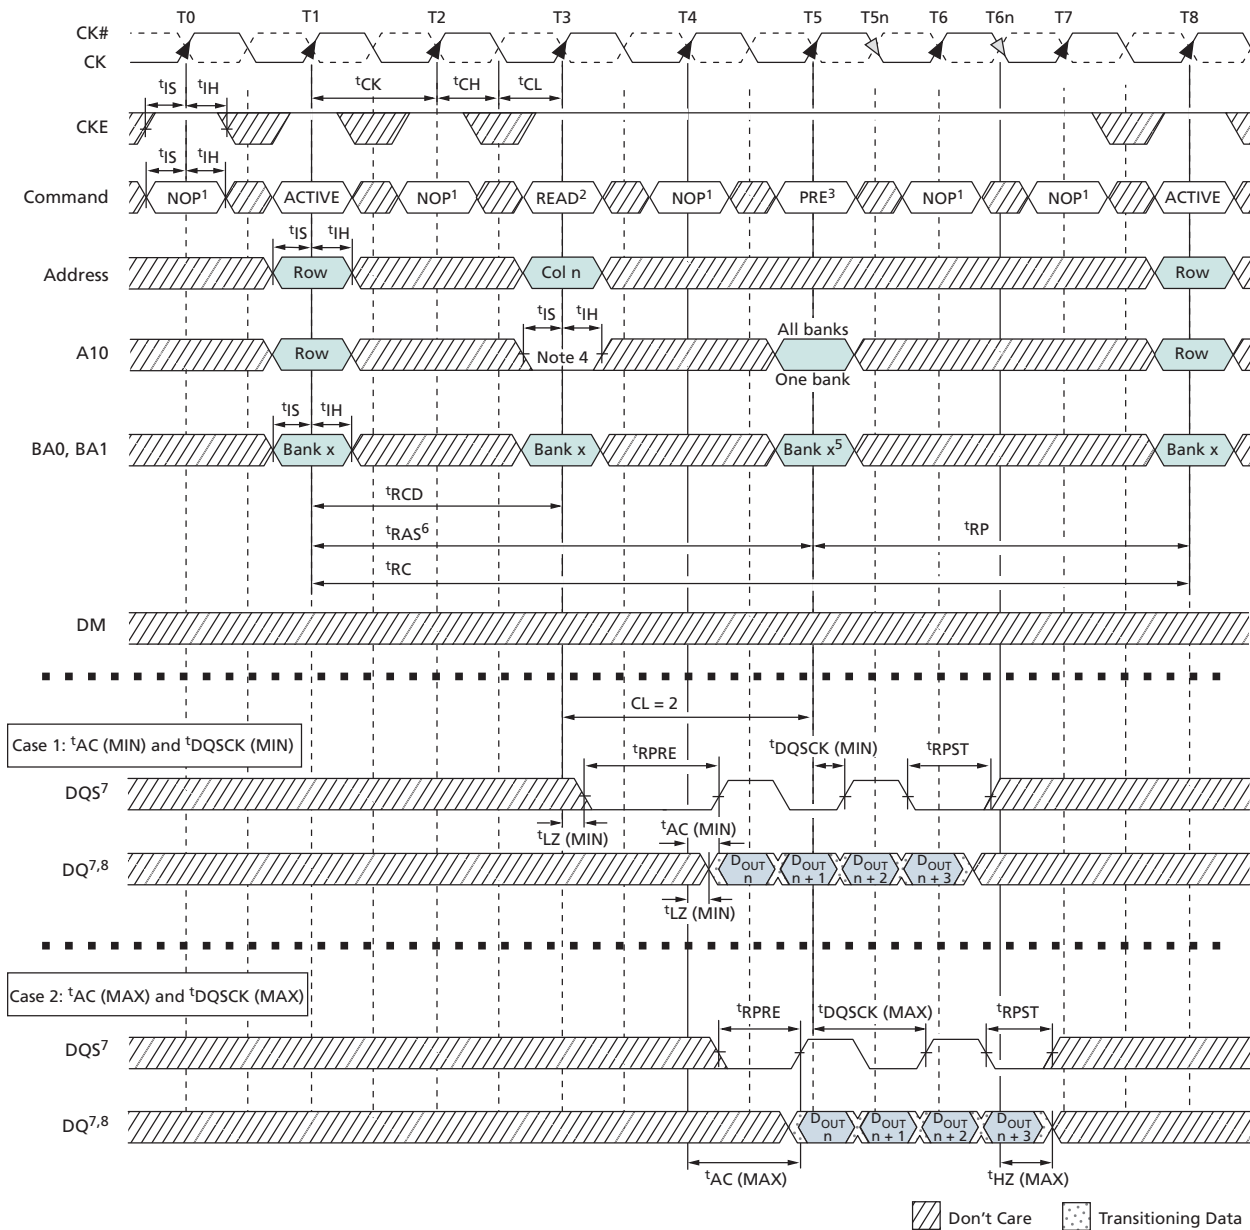 T0 T1 T2 T3 T4 T5 T5n T6 T6n T7 T8
CK#
CK
tIS tIH tCK tCH tCL
CKE
tIS tIH
Command NOP1 ACTIVE NOP1 READ2 NOP1 PRE3 NOP1 NOP1 ACTIVE
tIS tIH
Address Row Col n Row
tIS tIH All banks
A10 Row Note 4 Row
One bank
tIS tIH
BA0, BA1 Bank x Bank x Bank x5 Bank x
tRCD
tRAS6 tRP
tRC
DM
CL = 2
Case 1: tAC (MIN) and tDQSCK (MIN)
tRPRE tDQSCK (MIN) tRPST
DQS7
tLZ (MIN) tAC (MIN)
DQ7,8 DOUT n DOUT n + 1 DOUT n + 2 DOUT n + 3
tLZ (MIN)
Case 2: tAC (MAX) and tDQSCK (MAX)
tRPRE tDQSCK (MAX) tRPST
DQS7
DQ7,8 DOUT n DOUT n + 1 DOUT n + 2 DOUT n + 3
tAC (MAX) tHZ (MAX)
Don't Care Transitioning Data